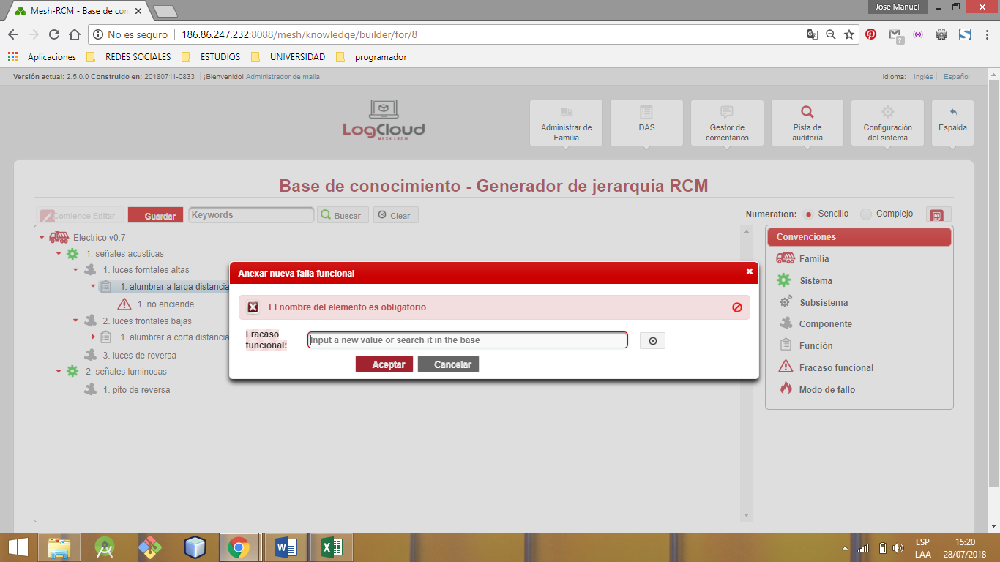 Mesh-RCM - Base de con
Jose Manuel
No es seguro
186.86.247.232:8088/mesh/knowledge/builder/for/8
Aplicaciones
REDES SOCIALES
ESTUDIOS
UNIVERSIDAD
programador
Versión actual: 2.5.0.0 Construido en: 20180711-0833
¡Bienvenido! Administrador de malla
Idioma:
Inglés
Español
LogCloud
MESH LRCM
Administrar de
Familia
DAS
Gestor de
comentarios
Pista de
auditoría
Configuración
del sistema
Espalda
Base de conocimiento - Generador de jerarquía RCM
Comience Editar
Guardar
Keywords
Buscar
Clear
Numeration:
Sencillo
Complejo
Electrico v0.7
1. señales acusticas
1. luces forntales altas
1. alumbrar a larga distancia
1. no enciende
2. luces frontales bajas
1. alumbrar a corta distancia
3. luces de reversa
2. señales luminosas
1. pito de reversa
Anexar nueva falla funcional
El nombre del elemento es obligatorio
Fracaso
funcional:
Input a new value or search it in the base
Aceptar
Cancelar
Convenciones
Familia
Sistema
Subsistema
Componente
Función
Fracaso funcional
Modo de fallo
ESP
LAA
15:20
28/07/2018